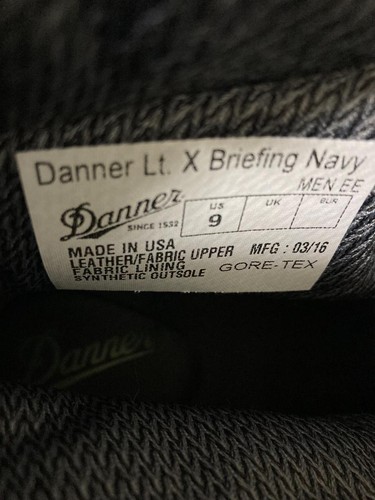 Danner Lt. X Briefing Navy
MEN EE
Danner
SINCE 1932
US UK EUR
9
MADE IN USA
LEATHER/FABRIC UPPER MFG : 03/16
FABRIC LINING GORE-TEX
SYNTHETIC OUTSOLE
Danner